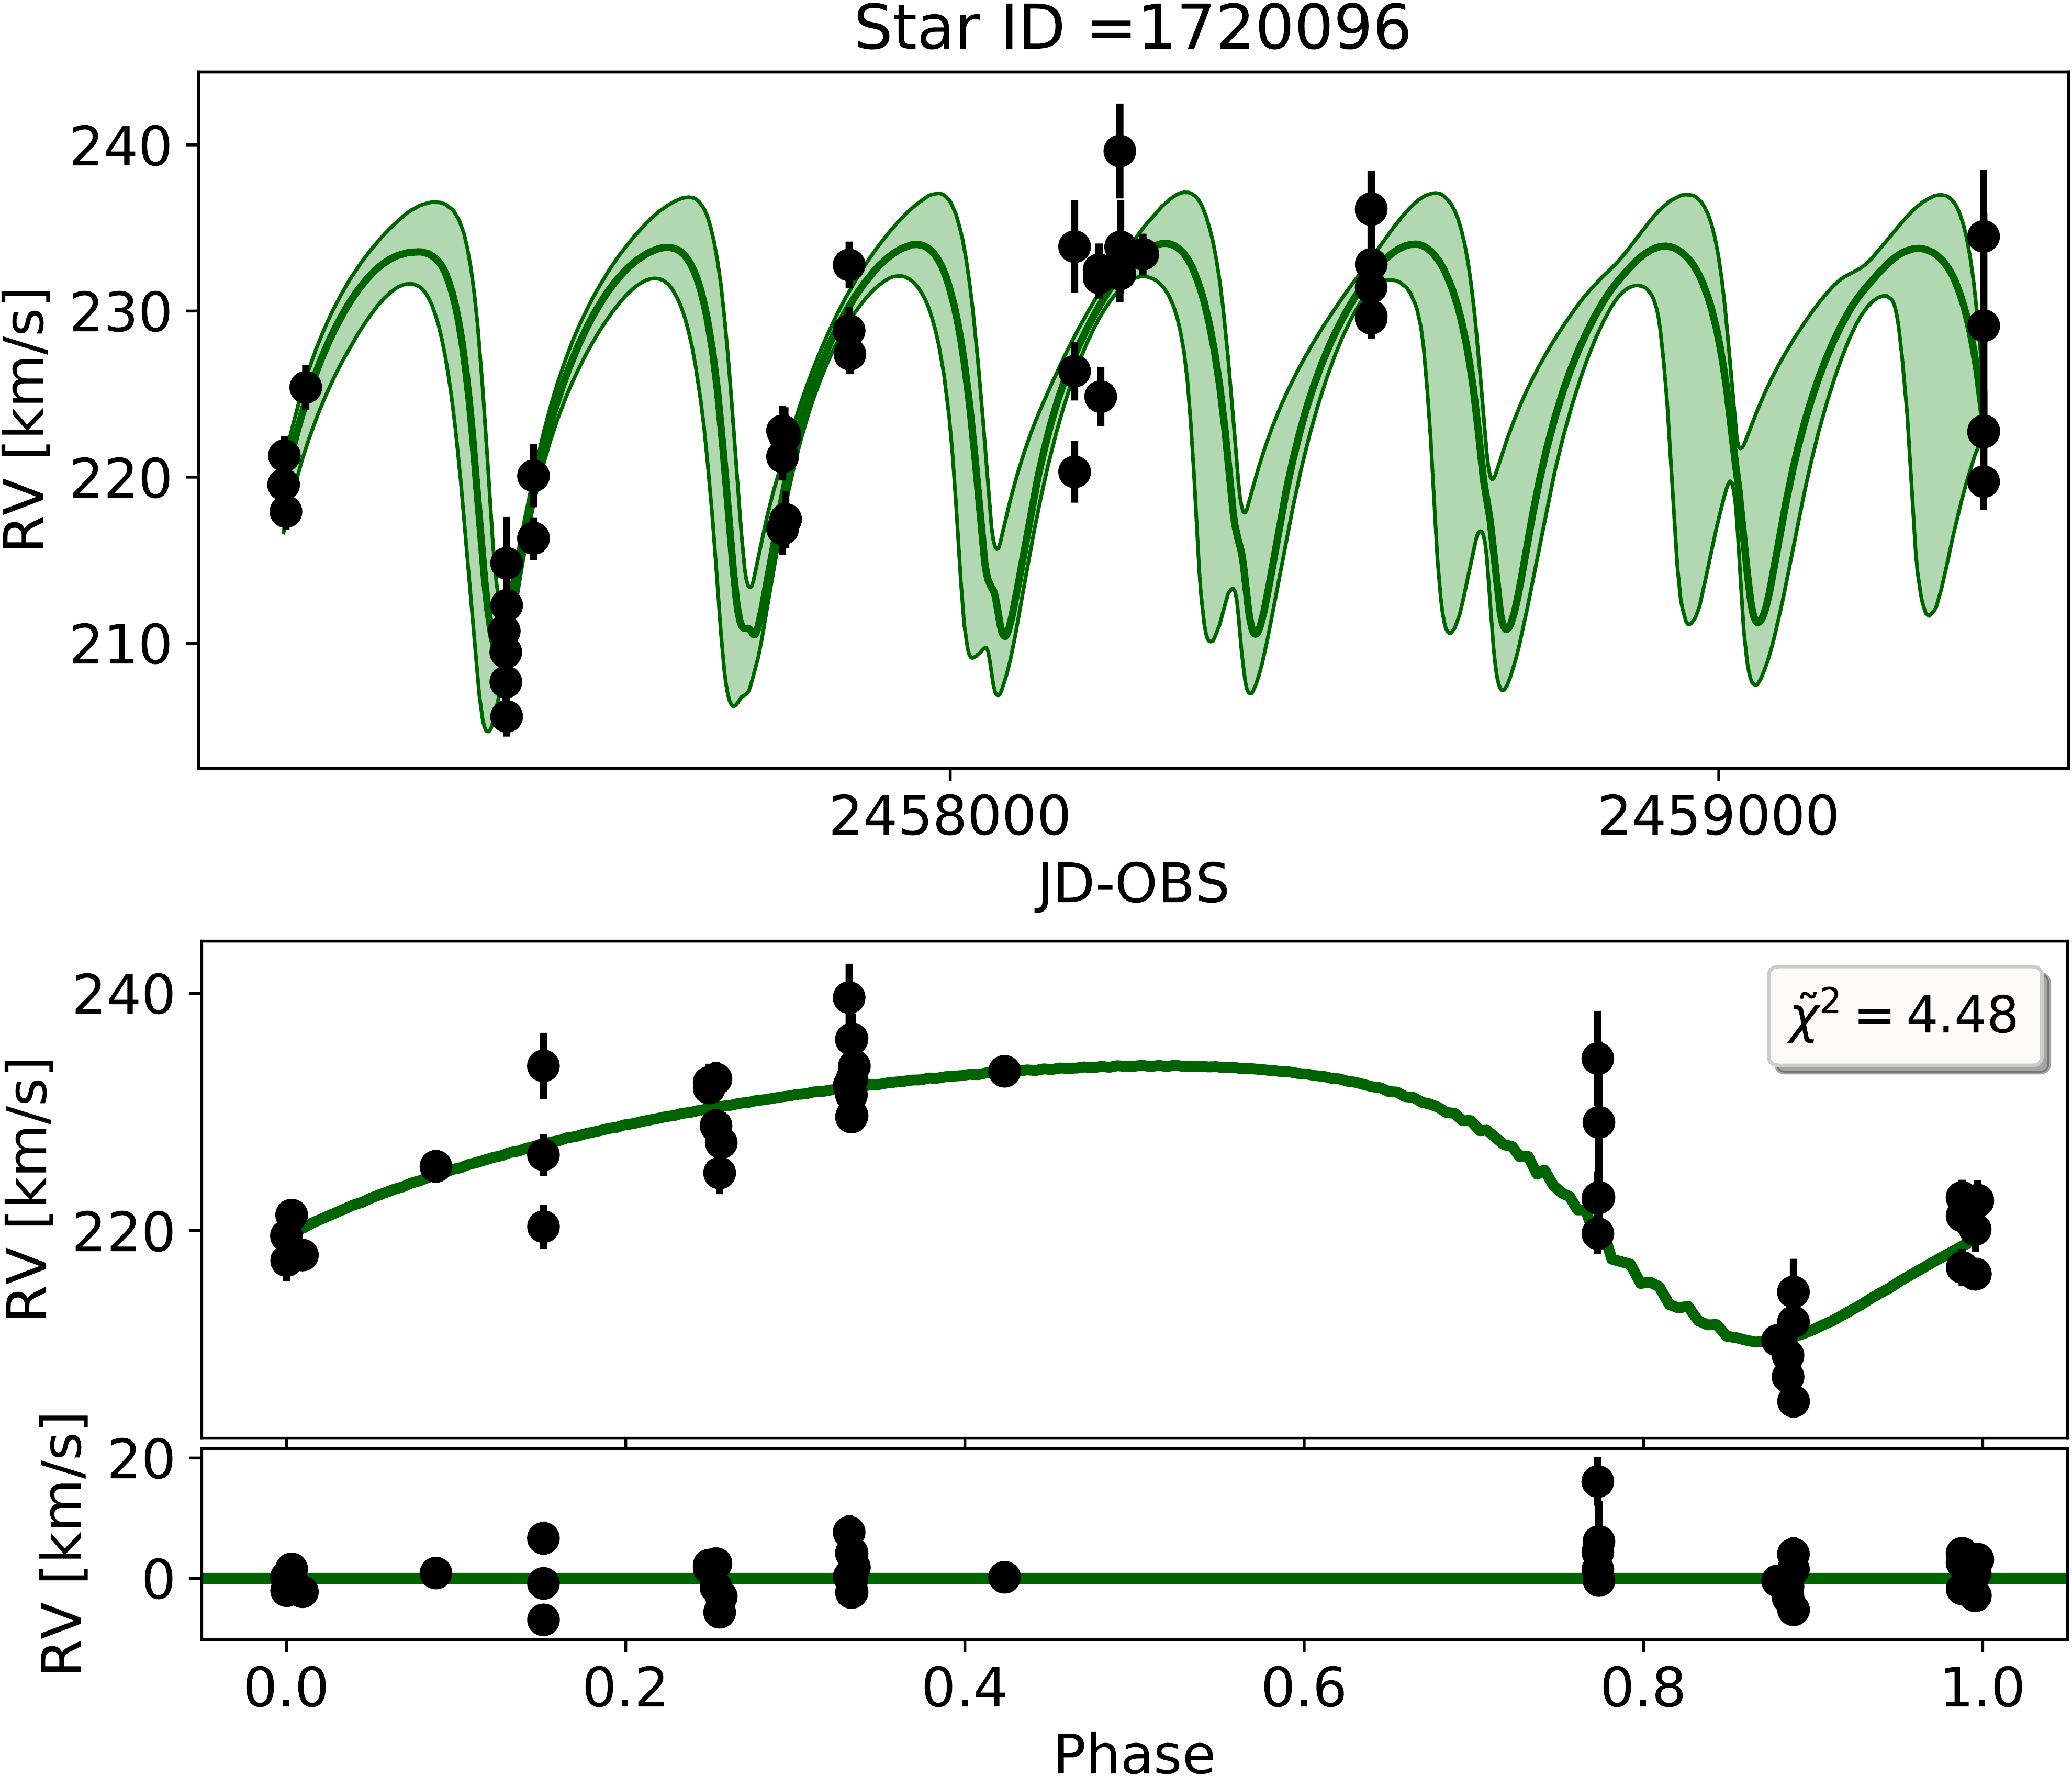 Star ID =1720096
240
230
220
210
RV [km/s]
2458000 2459000
JD-OBS
240
220
RV [km/s]
χ̃² = 4.48
20
0
RV [km/s]
0.0 0.2 0.4 0.6 0.8 1.0
Phase